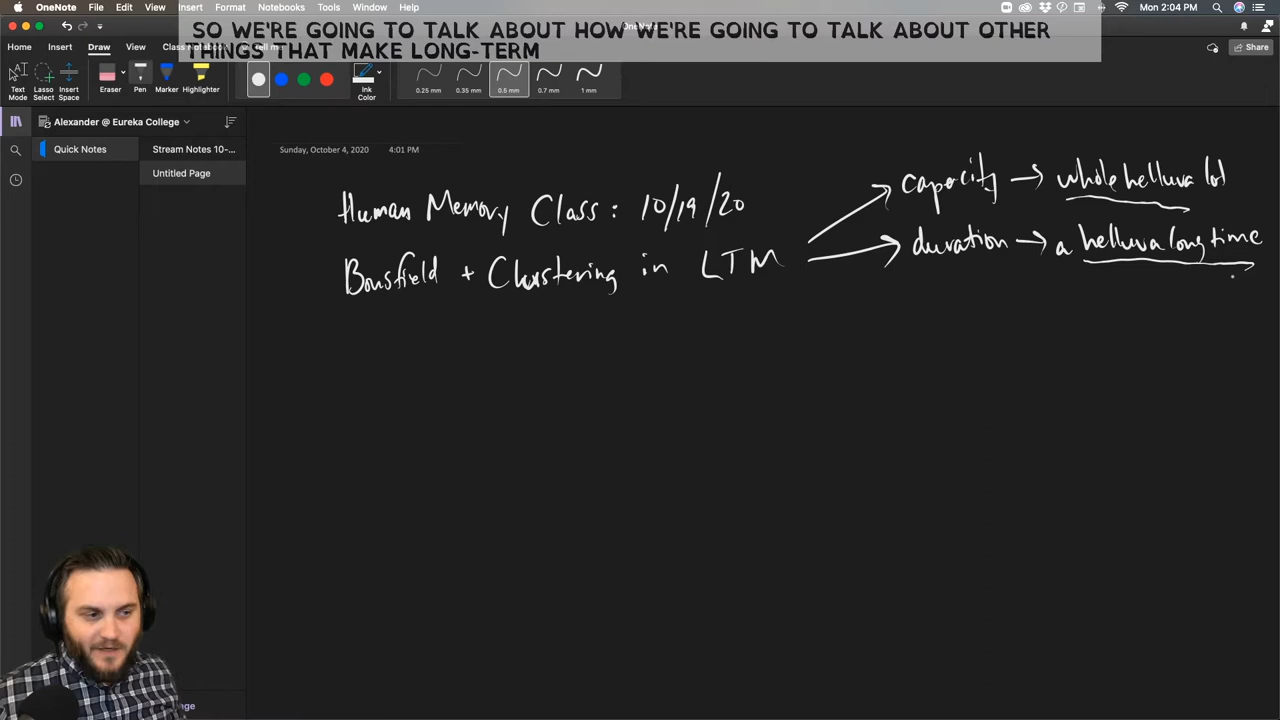 OneNote File Edit View Insert Format Notebooks Tools Window Help Mon 2:04 PM
SO WE'RE GOING TO TALK ABOUT HOW WE'RE GOING TO TALK ABOUT OTHER
THINGS THAT MAKE LONG-TERM
Home Insert Draw View Class Notebook Tell me Share
Text Mode Lasso Select Insert Space Eraser Pen Marker Highlighter Ink Color 0.25 mm 0.35 mm 0.5 mm 0.7 mm 1 mm
Alexander @ Eureka College
Quick Notes Stream Notes 10-...
Untitled Page
Sunday, October 4, 2020 4:01 PM
Human Memory Class: 10/19/20
Bousfield + Clustering in LTM
capacity → whole helluva lot
duration → a helluva long time